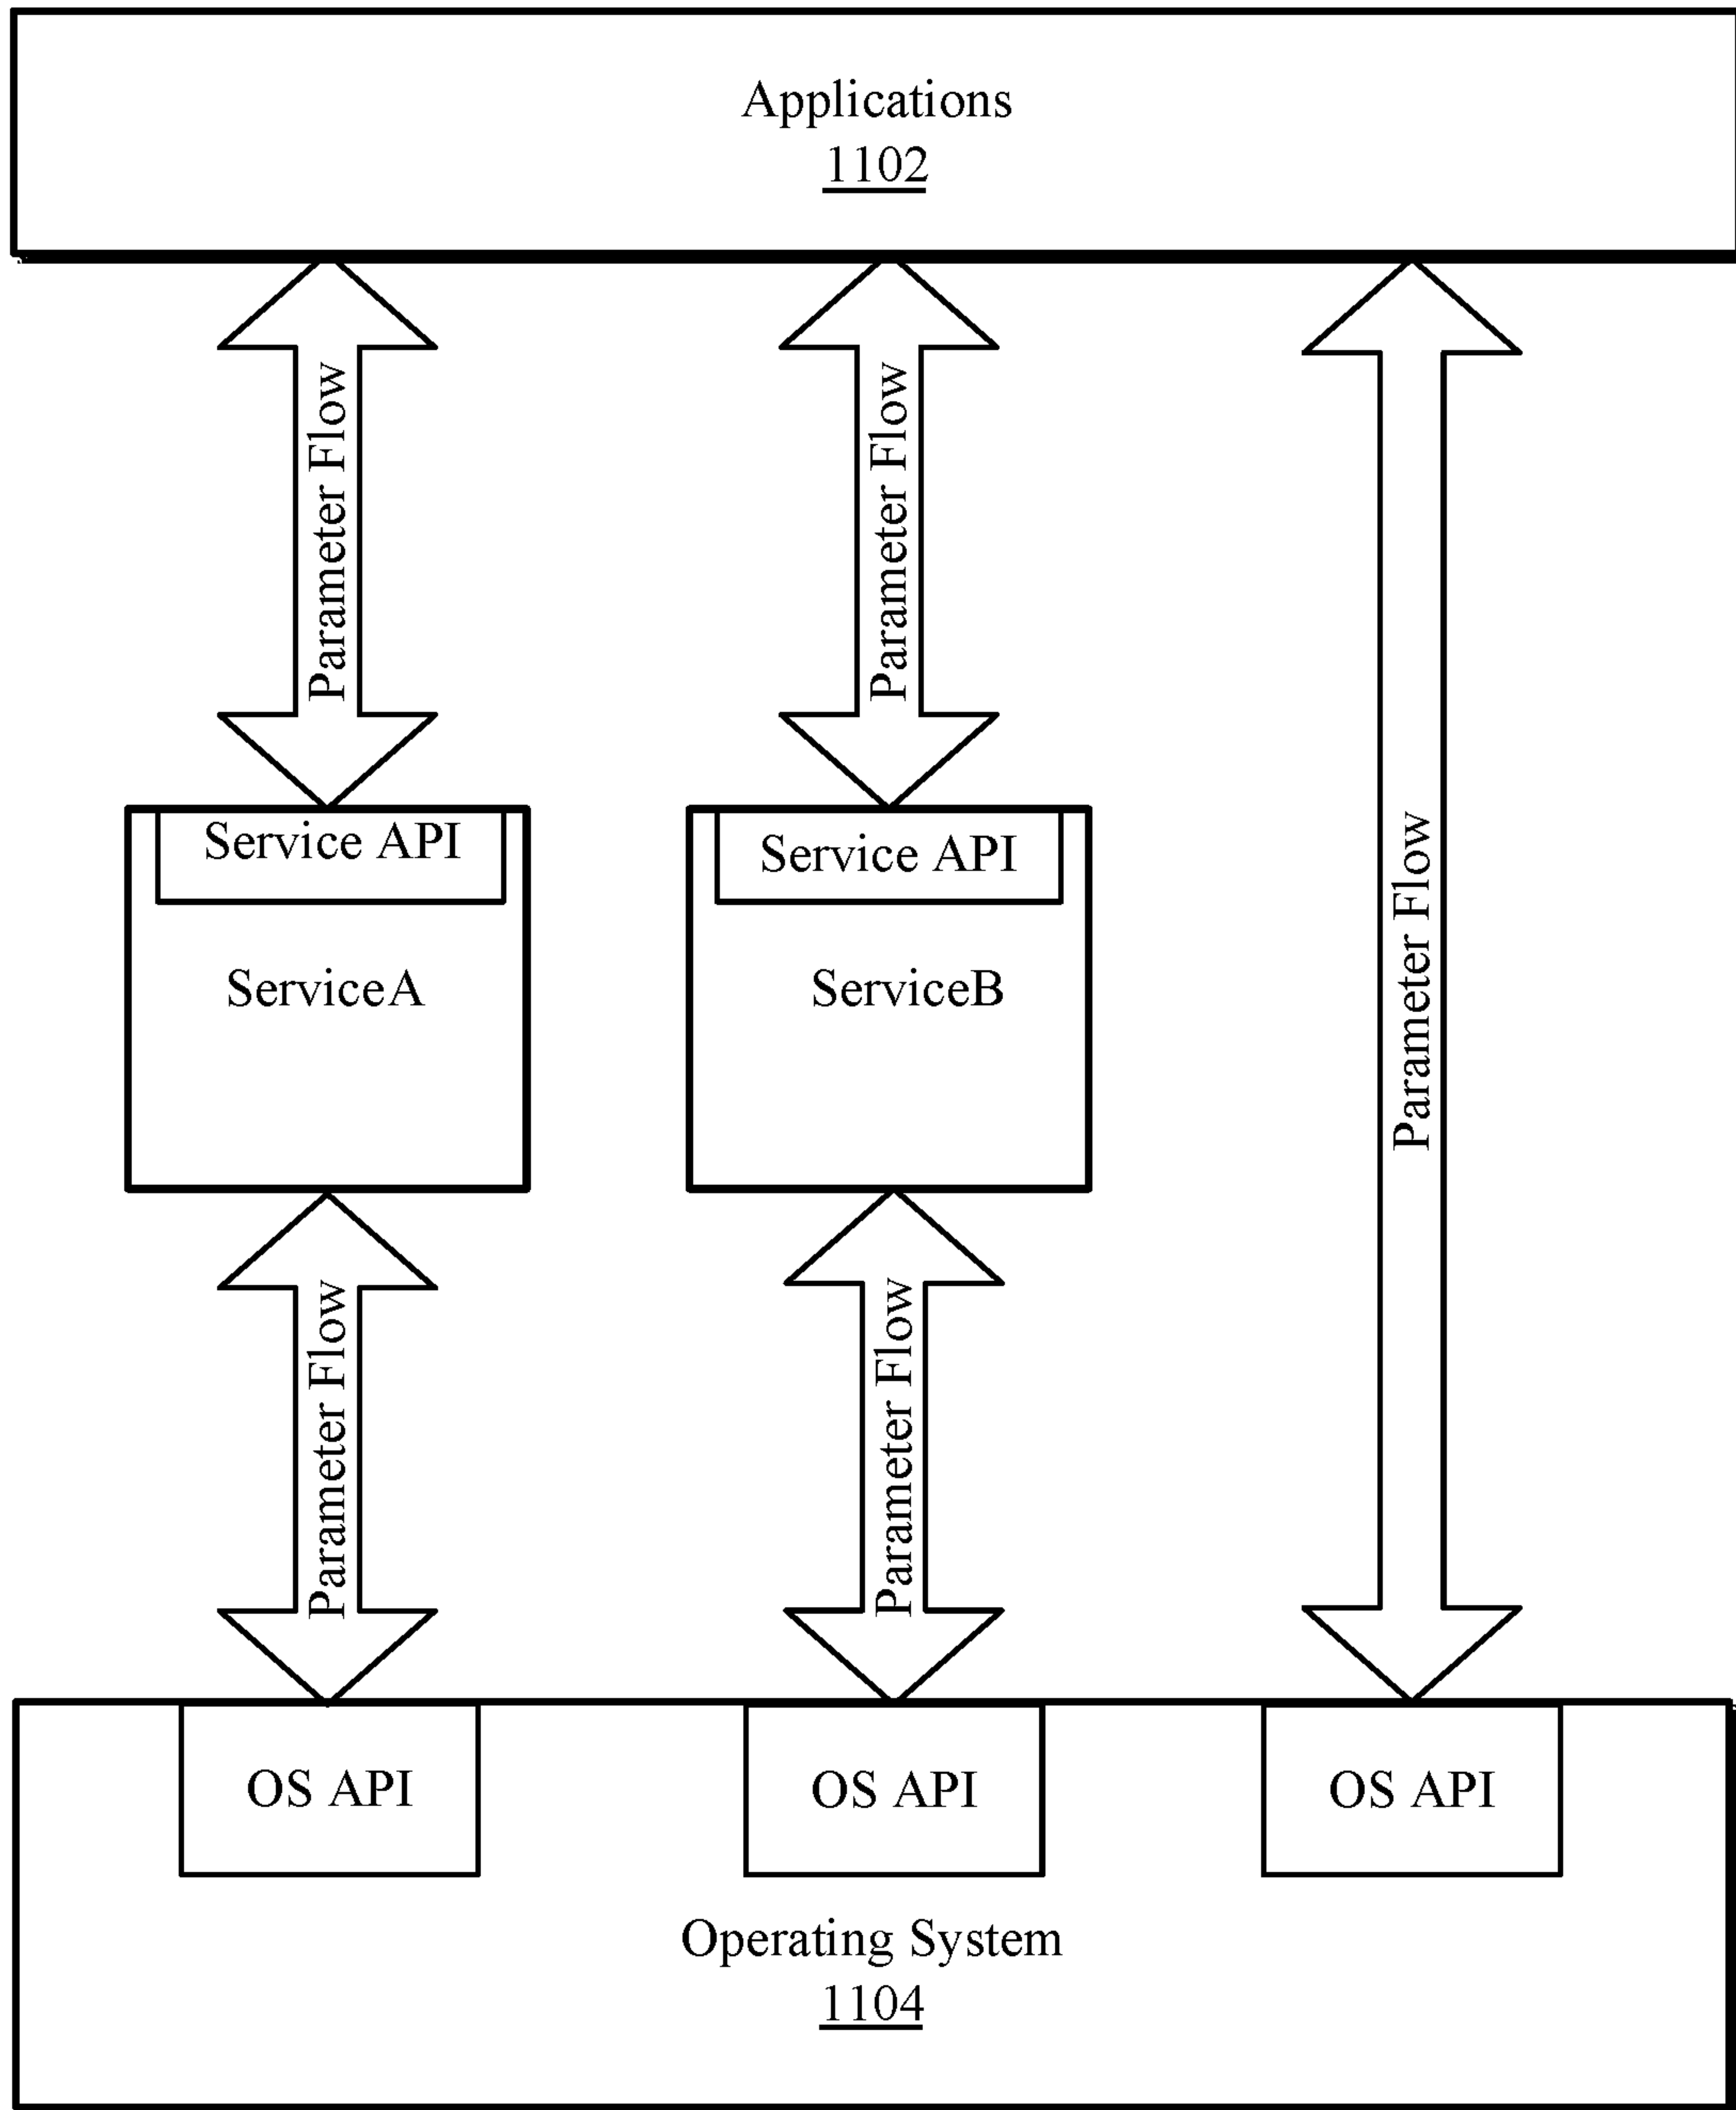 Applications
1102
Parameter Flow
Parameter Flow
Parameter Flow
Service API
Service API
ServiceA
ServiceB
Parameter Flow
Parameter Flow
OS API
OS API
OS API
Operating System
1104